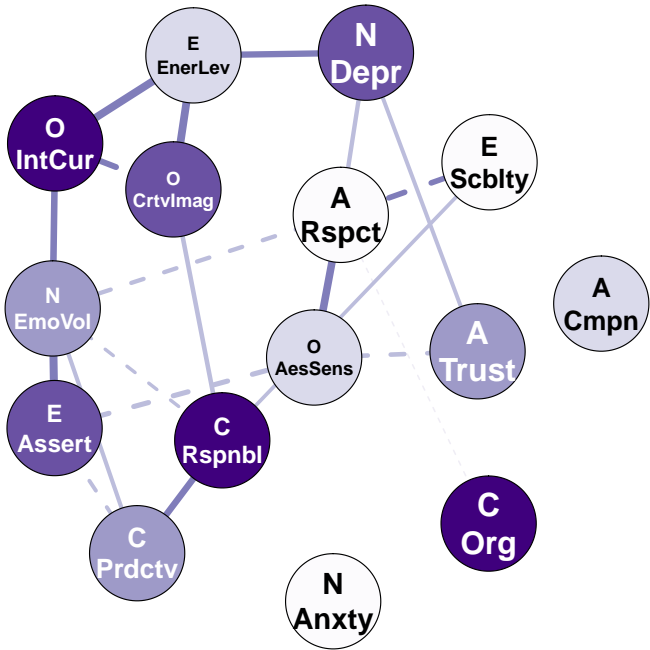 E
EnerLev
N
Depr
O
IntCur
O
CrtvImag
E
Scblty
A
Rspct
N
EmoVol
A
Cmpn
O
AesSens
A
Trust
E
Assert
C
Rspnbl
C
Prdctv
C
Org
N
Anxty